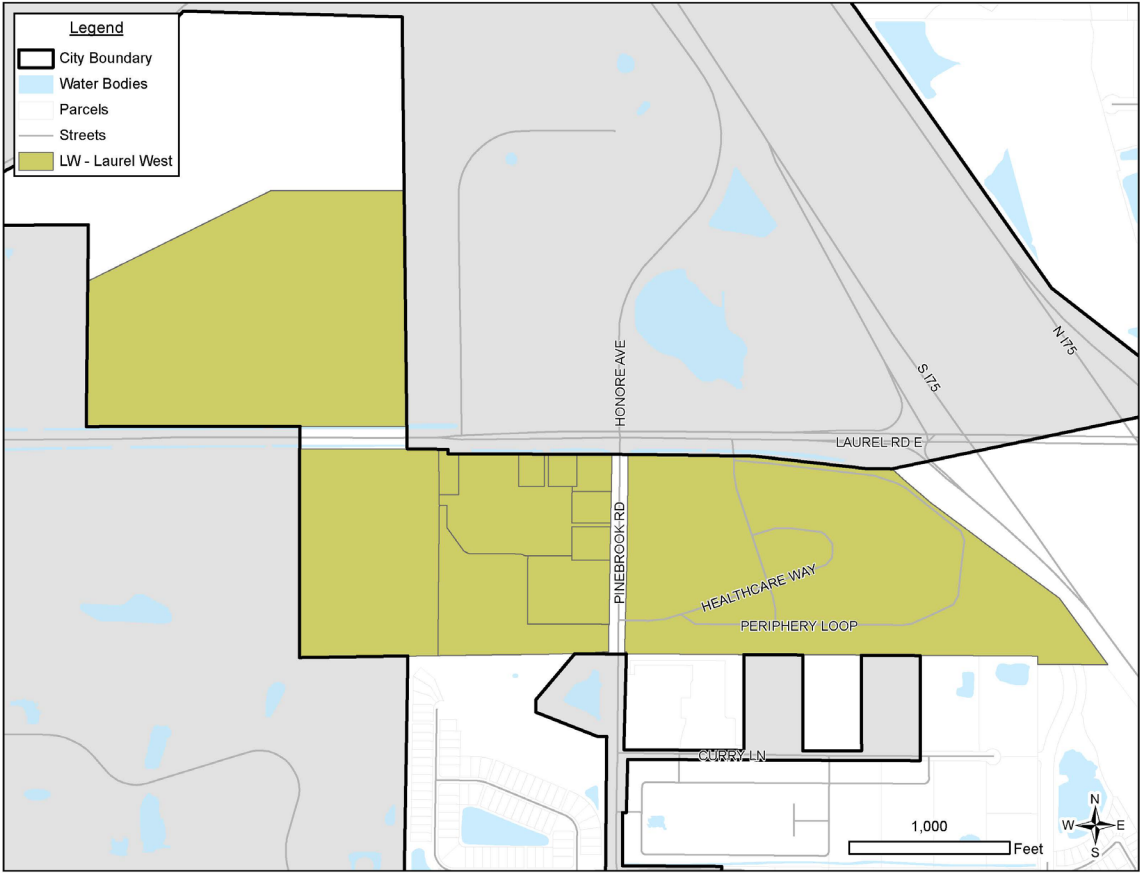 Legend
City Boundary
Water Bodies
Parcels
Streets
LW - Laurel West
HONORE AVE
N I75
S I75
LAUREL RD E
PINEBROOK RD
HEALTHCARE WAY
PERIPHERY LOOP
CURRY LN
N
W E
S
1,000
Feet